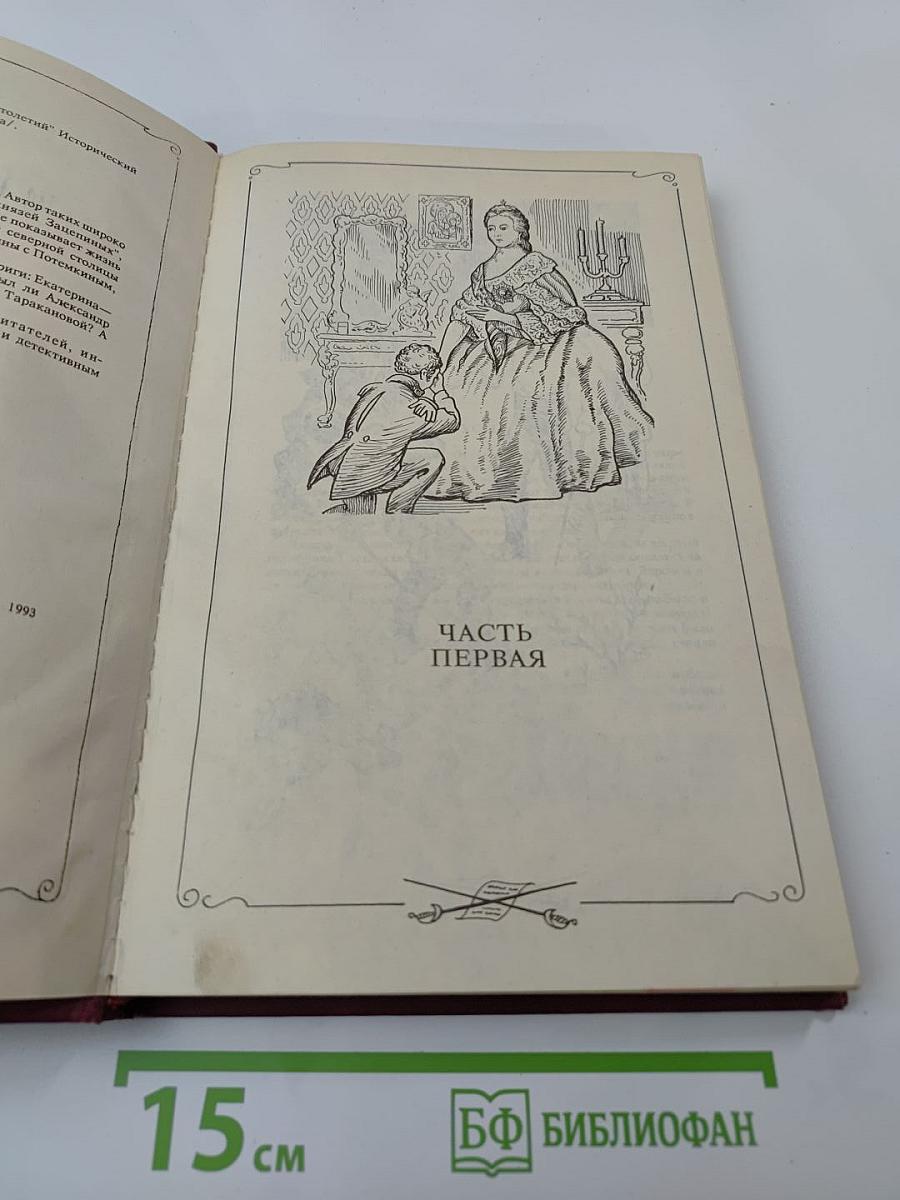 столетий" Исторический
а/.
Автор таких широко
князей Зацепиных",
е показывает жизнь
северной столицы
ны с Потемкиным,
риги: Екатерина—
ыл ли Александр
Таракановой? А
итателей, ин-
и детективным
1993
ЧАСТЬ
ПЕРВАЯ
15 см
БФ БИБЛИОФАН